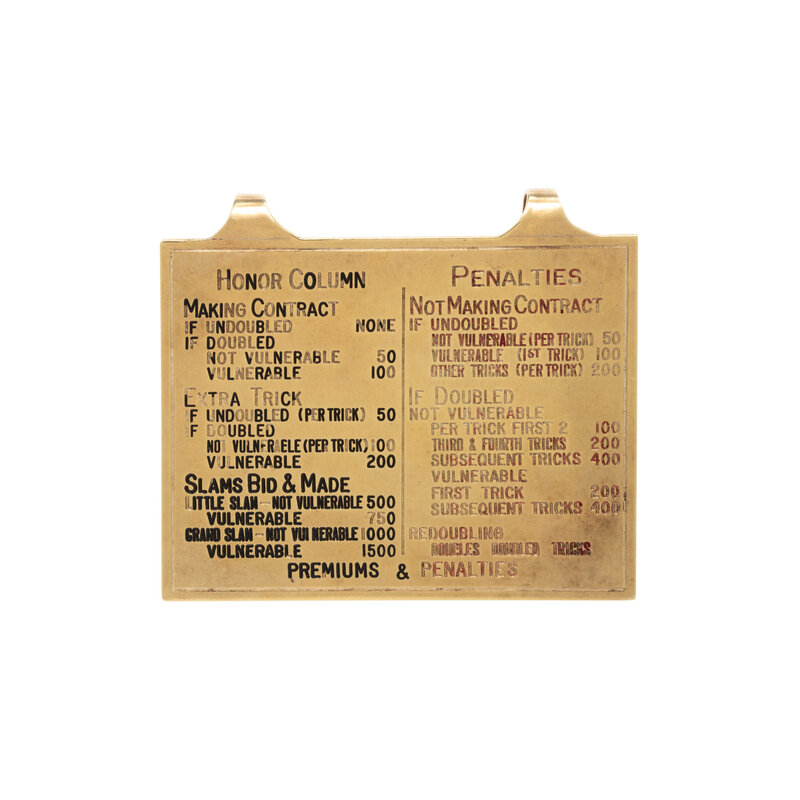 HONOR COLUMN
MAKING CONTRACT
IF UNDOUBLED NONE
IF DOUBLED
NOT VULNERABLE 50
VULNERABLE 100
EXTRA TRICK
IF UNDOUBLED (PER TRICK) 50
IF DOUBLED
NOT VULNERABLE (PER TRICK) 100
VULNERABLE 200
SLAMS BID & MADE
LITTLE SLAM - NOT VULNERABLE 500
VULNERABLE 750
GRAND SLAM - NOT VULNERABLE 1000
VULNERABLE 1500
PENALTIES
NOT MAKING CONTRACT
IF UNDOUBLED
NOT VULNERABLE (PER TRICK) 50
VULNERABLE (1ST TRICK) 100
OTHER TRICKS (PER TRICK) 200
IF DOUBLED
NOT VULNERABLE
PER TRICK FIRST 2 100
THIRD & FOURTH TRICKS 200
SUBSEQUENT TRICKS 400
VULNERABLE
FIRST TRICK 200
SUBSEQUENT TRICKS 400
REDOUBLING
DOUBLES DOUBLED TRICKS
PREMIUMS & PENALTIES